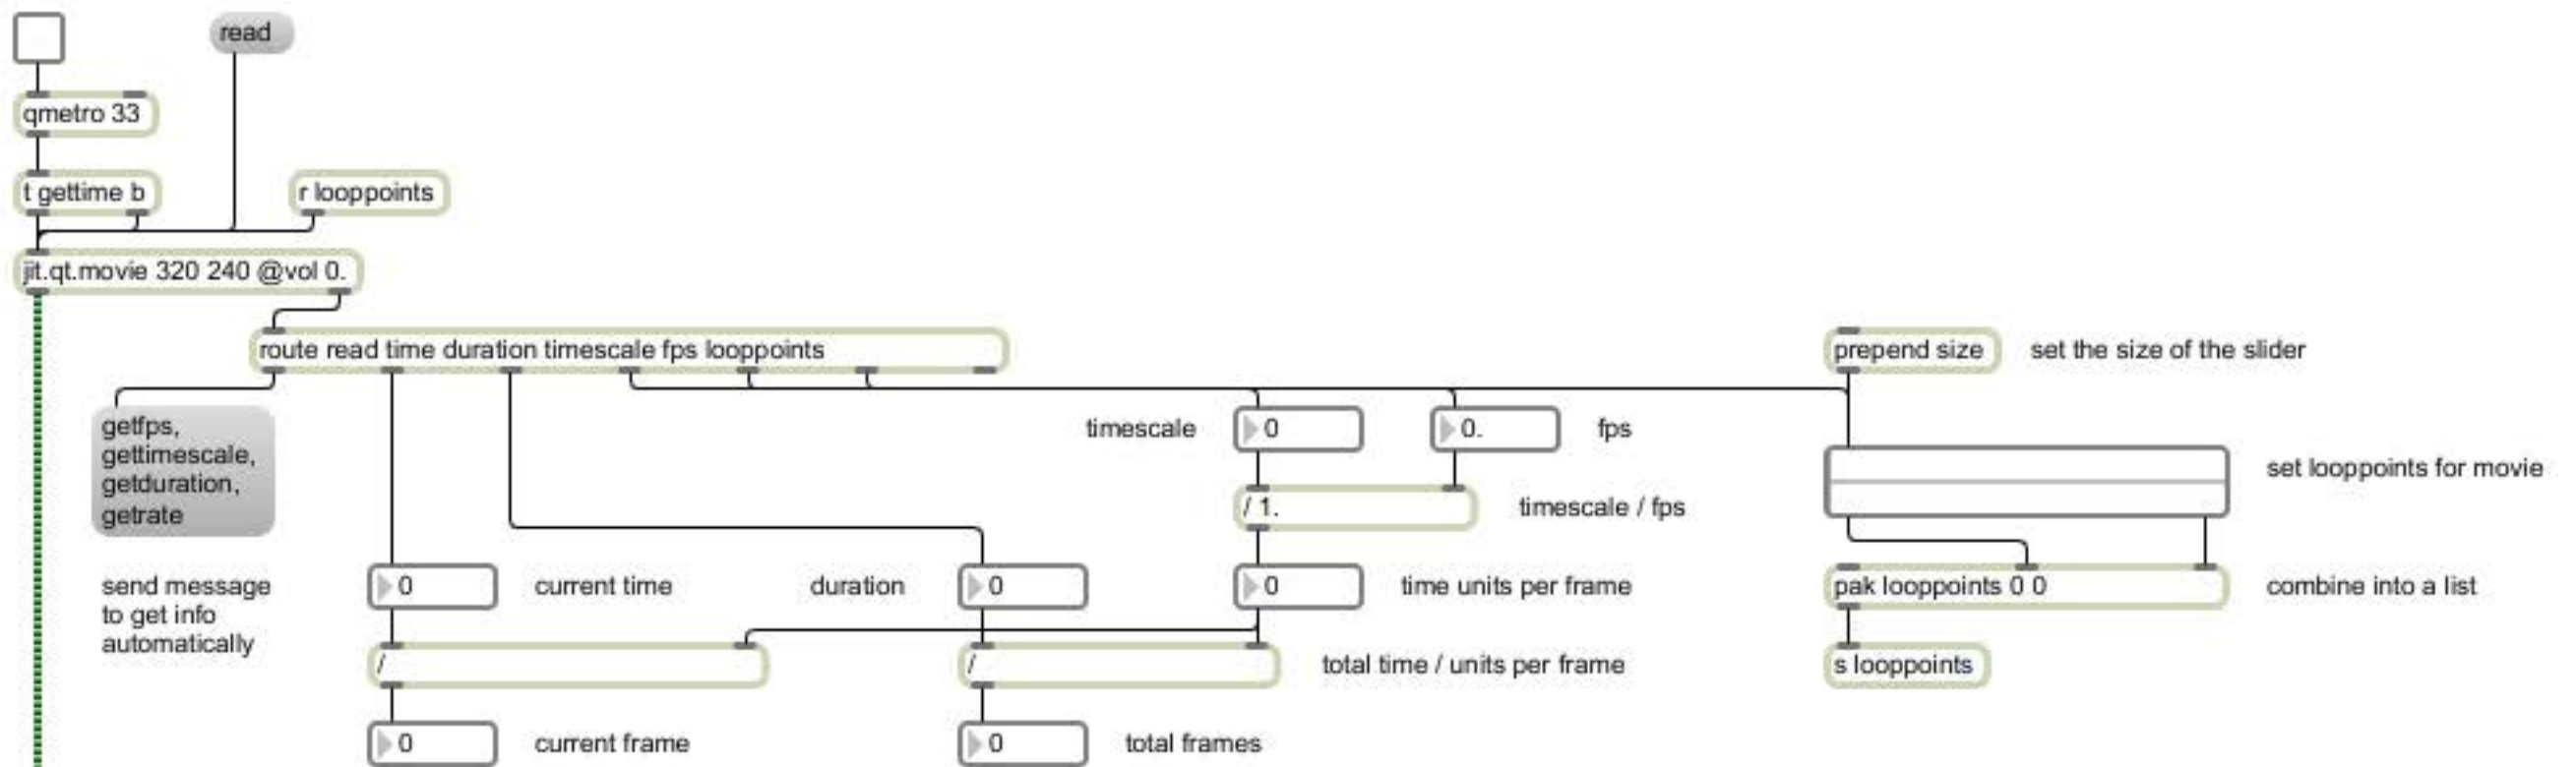 read
qmetro 33
t gettime b
r looppoints
jit.qt.movie 320 240 @vol 0.
route read time duration timescale fps looppoints
prepend size
set the size of the slider
getfps,
gettimescale,
getduration,
getrate
timescale
0
0.
fps
set looppoints for movie
/ 1.
timescale / fps
send message
to get info
automatically
0
current time
duration
0
0
time units per frame
pak looppoints 0 0
combine into a list
/
/
total time / units per frame
s looppoints
0
current frame
0
total frames